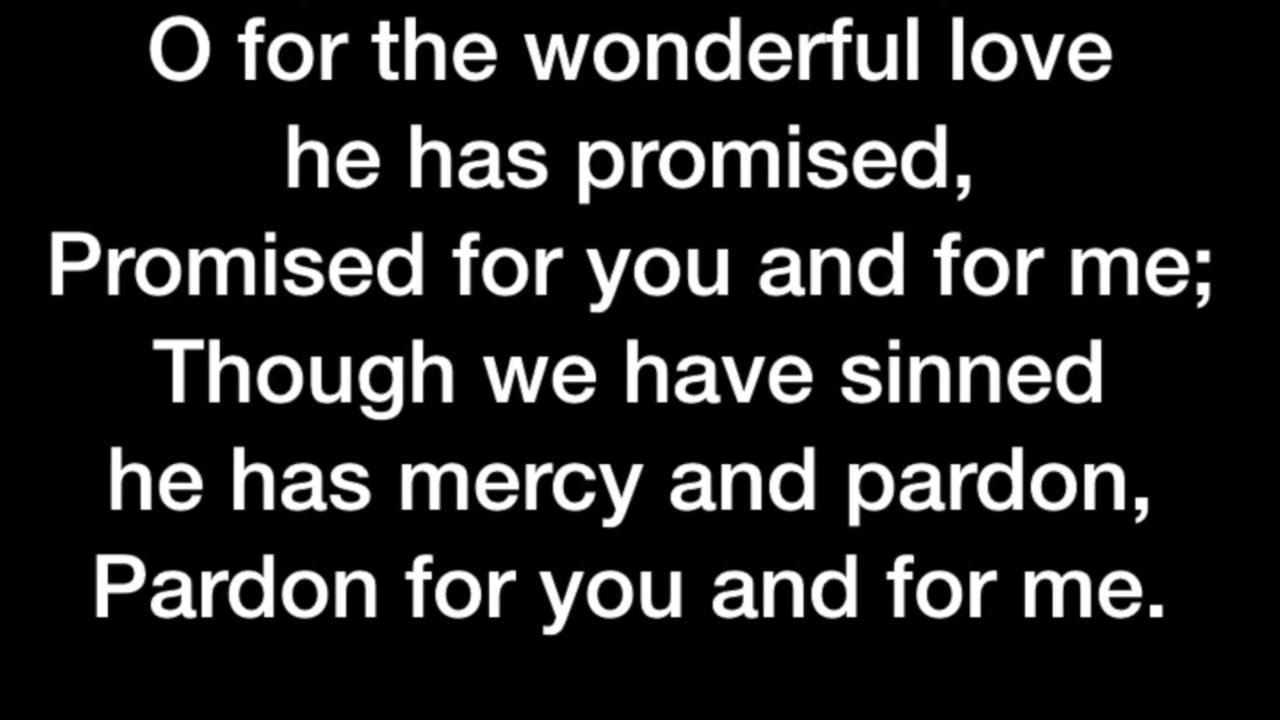 O for the wonderful love
he has promised,
Promised for you and for me;
Though we have sinned
he has mercy and pardon,
Pardon for you and for me.